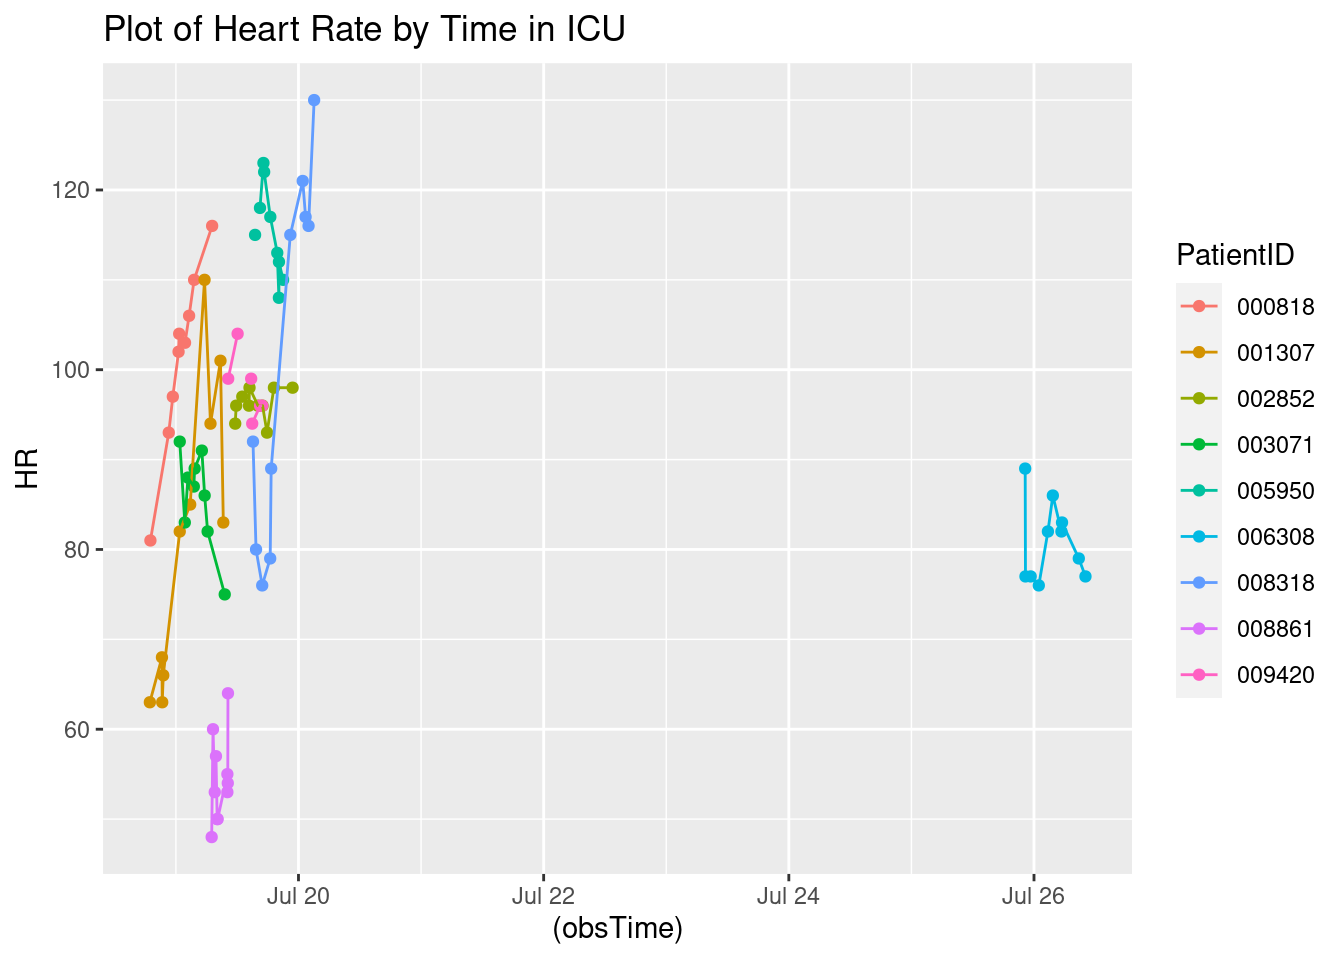 Plot of Heart Rate by Time in ICU
HR
120
100
80
60
Jul 20
Jul 22
Jul 24
Jul 26
(obsTime)
PatientID
000818
001307
002852
003071
005950
006308
008318
008861
009420